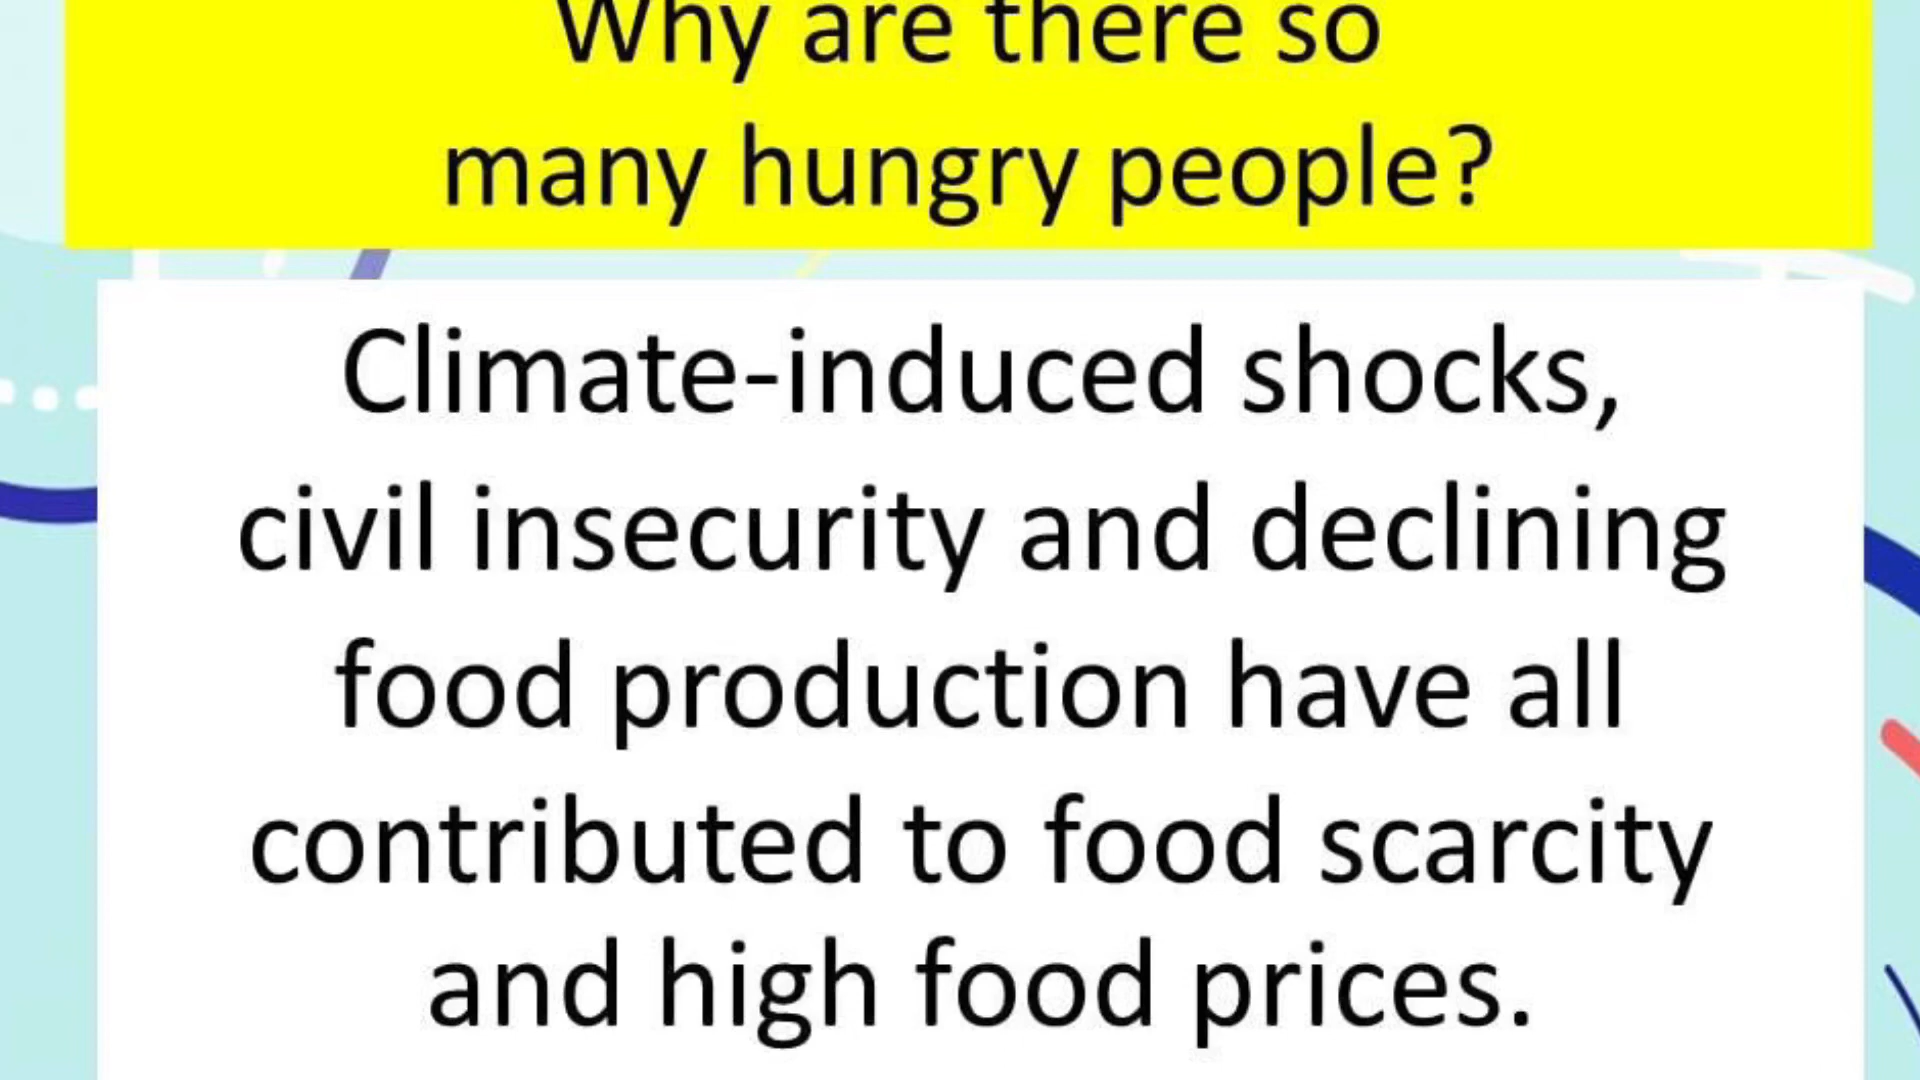 Why are there so
many hungry people?
Climate-induced shocks,
civil insecurity and declining
food production have all
contributed to food scarcity
and high food prices.